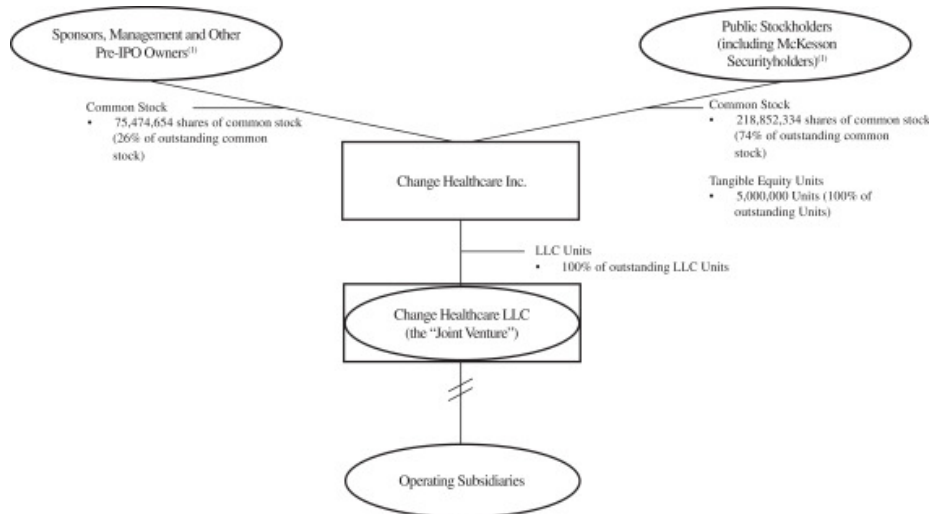 Sponsors, Management and Other
Pre-IPO Owners(1)
Public Stockholders
(including McKesson
Securityholders)(1)
Common Stock
• 75,474,654 shares of common stock
(26% of outstanding common
stock)
Common Stock
• 218,852,334 shares of common stock
(74% of outstanding common
stock)
Tangible Equity Units
• 5,000,000 Units (100% of
outstanding Units)
Change Healthcare Inc.
LLC Units
• 100% of outstanding LLC Units
Change Healthcare LLC
(the “Joint Venture”)
Operating Subsidiaries